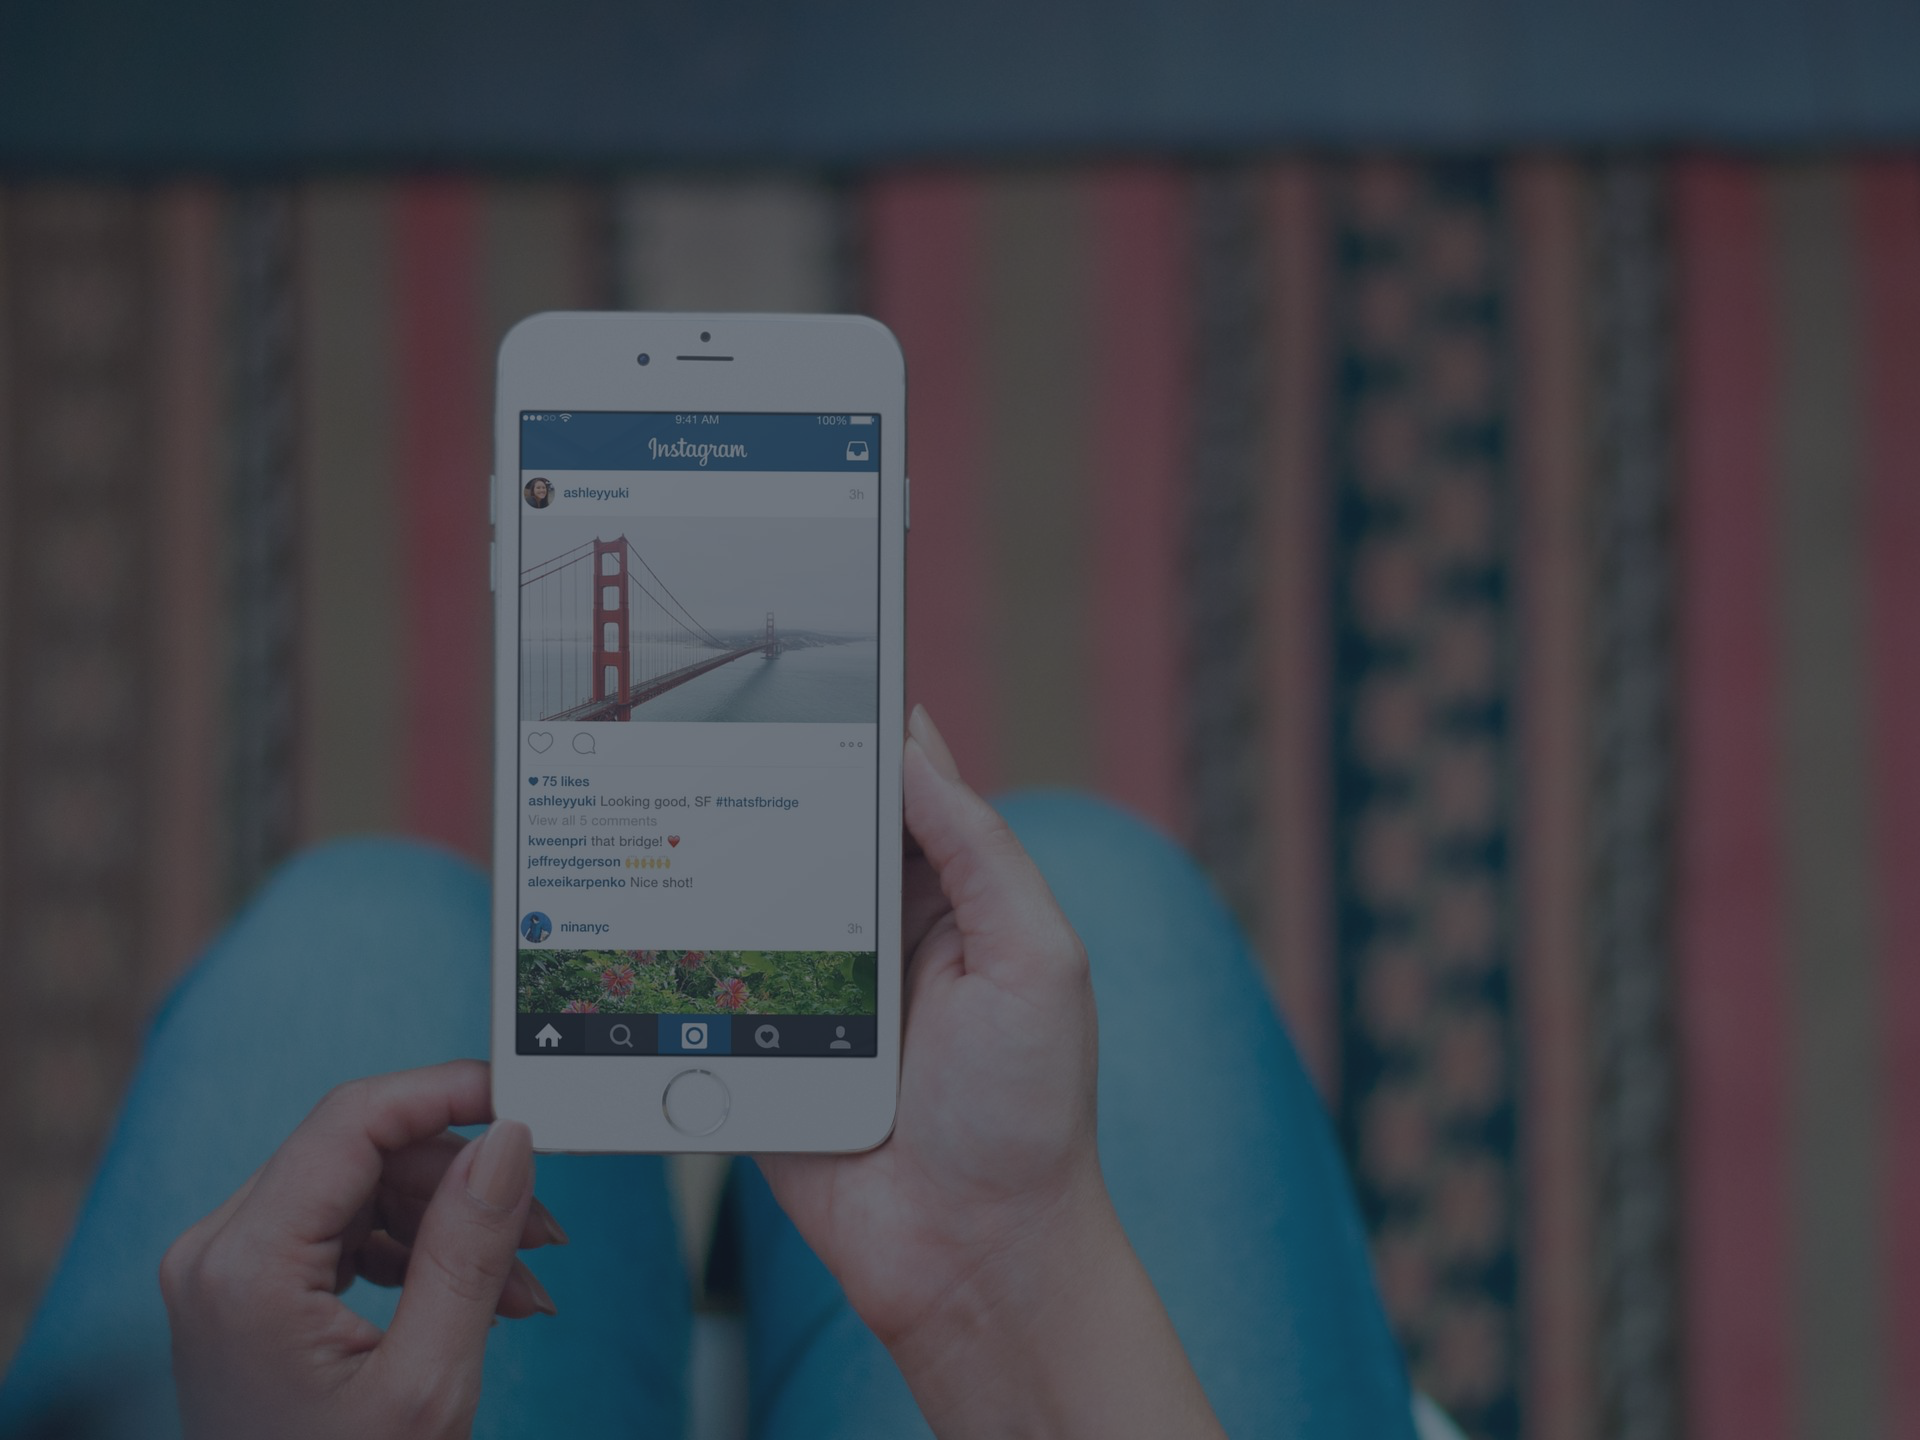 9:41 AM 100%
Instagram
ashleyyuki 3h
75 likes
ashleyyuki Looking good, SF #thatsfbridge
View all 5 comments
kweenpri that bridge! ❤️
jeffreydgerson 🙌🙌🙌🙌
alexeikarpenko Nice shot!
ninanyc 3h